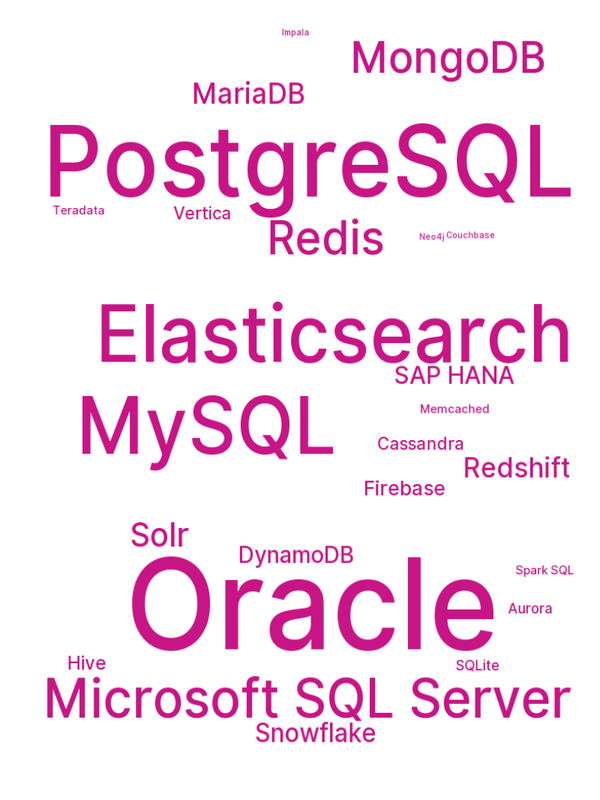 Impala
MongoDB
MariaDB
PostgreSQL
Teradata
Vertica
Redis
Neo4j
Couchbase
Elasticsearch
SAP HANA
MySQL
Memcached
Cassandra
Redshift
Firebase
Solr
DynamoDB
Oracle
Spark SQL
Aurora
Hive
SQLite
Microsoft SQL Server
Snowflake